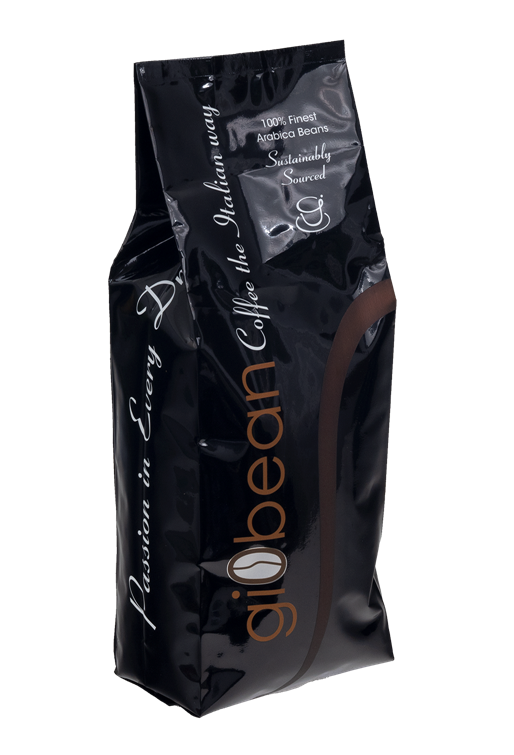 100% Finest
Arabica Beans
Sustainably
Sourced
giobean
Coffee the Italian way
Passion in Every